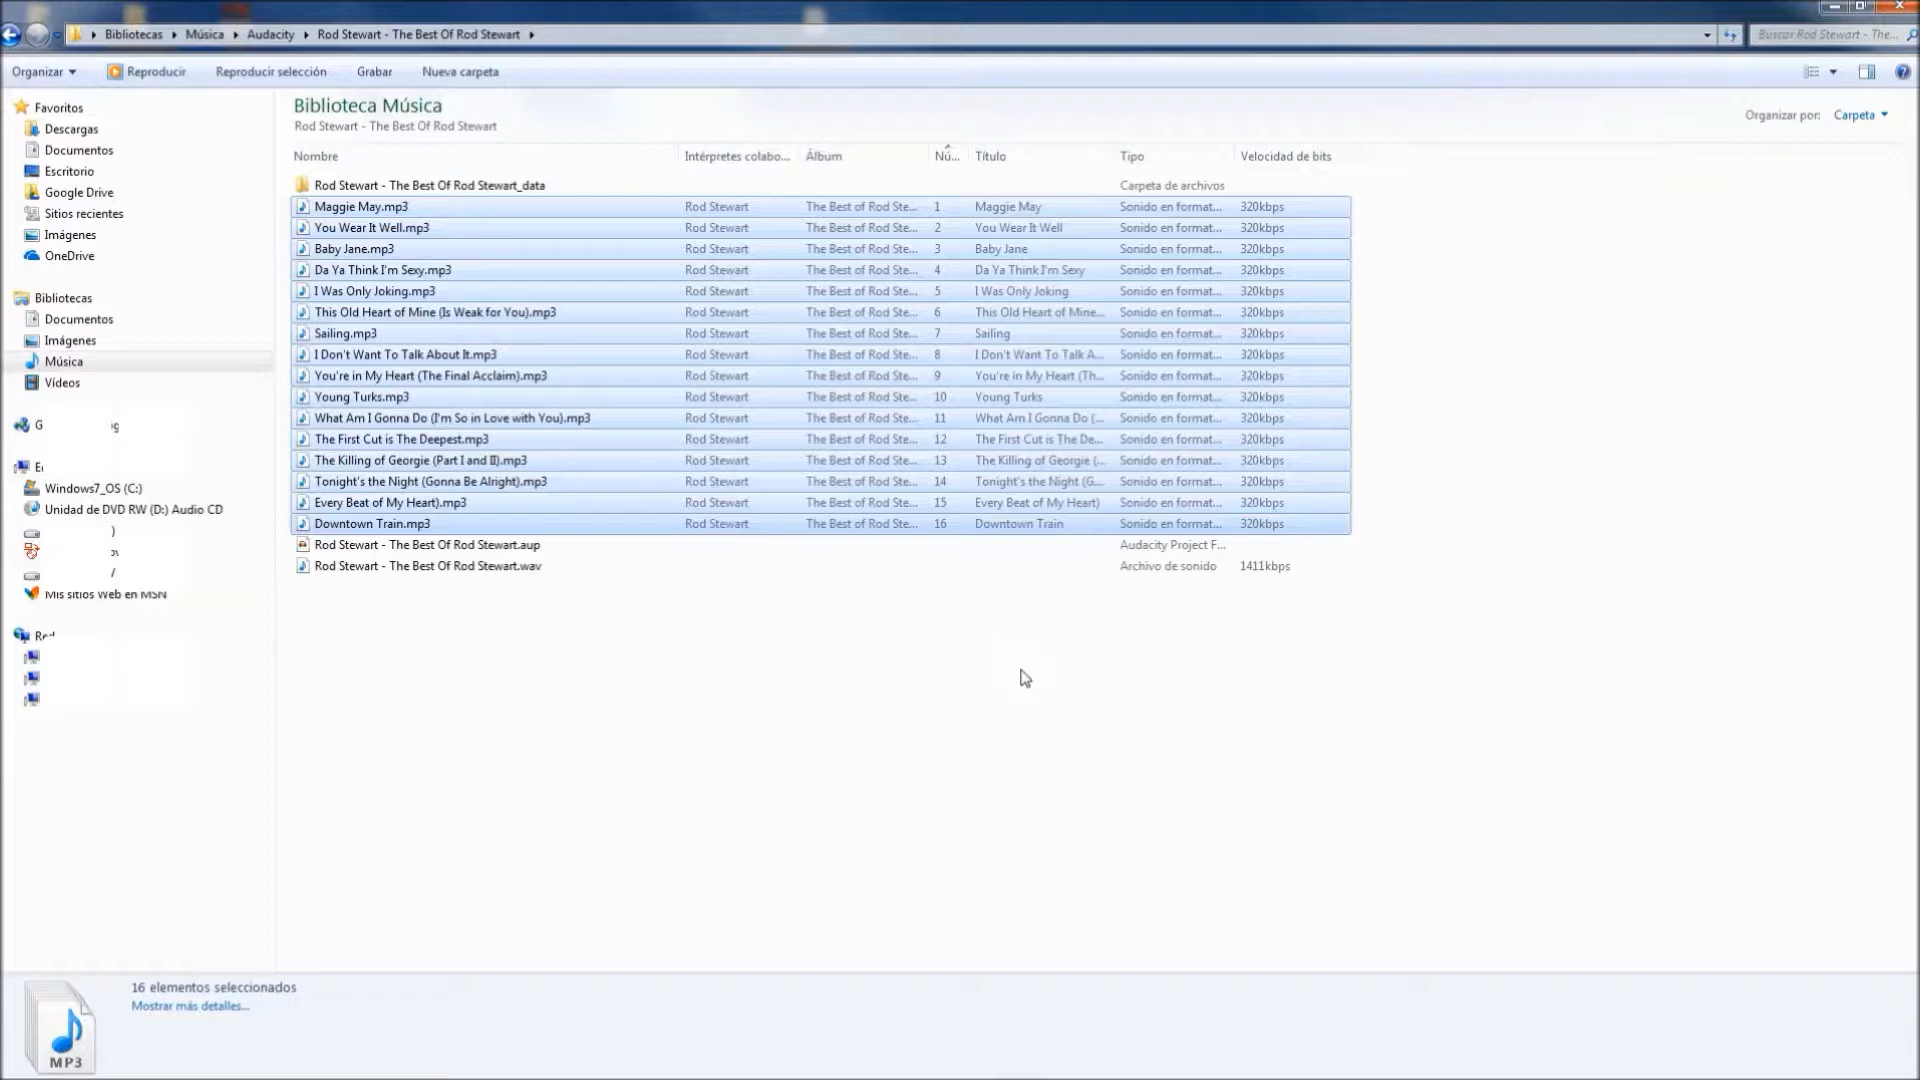 Bibliotecas Música Audacity Rod Stewart - The Best Of Rod Stewart
Buscar Rod Stewart - The...
Organizar Reproducir Reproducir selección Grabar Nueva carpeta
Favoritos
Descargas
Documentos
Escritorio
Google Drive
Sitios recientes
Imágenes
OneDrive
Bibliotecas
Documentos
Imágenes
Música
Vídeos
G
Windows7_OS (C:)
Unidad de DVD RW (D:) Audio CD
Mis sitios Web en MSN
Biblioteca Música
Rod Stewart - The Best Of Rod Stewart
Organizar por: Carpeta
Nombre Intérpretes colabo... Álbum Nú... Título Tipo Velocidad de bits
Rod Stewart - The Best Of Rod Stewart_data Carpeta de archivos
Maggie May.mp3 Rod Stewart The Best of Rod Ste... 1 Maggie May Sonido en format... 320kbps
You Wear It Well.mp3 Rod Stewart The Best of Rod Ste... 2 You Wear It Well Sonido en format... 320kbps
Baby Jane.mp3 Rod Stewart The Best of Rod Ste... 3 Baby Jane Sonido en format... 320kbps
Da Ya Think I'm Sexy.mp3 Rod Stewart The Best of Rod Ste... 4 Da Ya Think I'm Sexy Sonido en format... 320kbps
I Was Only Joking.mp3 Rod Stewart The Best of Rod Ste... 5 I Was Only Joking Sonido en format... 320kbps
This Old Heart of Mine (Is Weak for You).mp3 Rod Stewart The Best of Rod Ste... 6 This Old Heart of Mine... Sonido en format... 320kbps
Sailing.mp3 Rod Stewart The Best of Rod Ste... 7 Sailing Sonido en format... 320kbps
I Don't Want To Talk About It.mp3 Rod Stewart The Best of Rod Ste... 8 I Don't Want To Talk A... Sonido en format... 320kbps
You're in My Heart (The Final Acclaim).mp3 Rod Stewart The Best of Rod Ste... 9 You're in My Heart (Th... Sonido en format... 320kbps
Young Turks.mp3 Rod Stewart The Best of Rod Ste... 10 Young Turks Sonido en format... 320kbps
What Am I Gonna Do (I'm So in Love with You).mp3 Rod Stewart The Best of Rod Ste... 11 What Am I Gonna Do (... Sonido en format... 320kbps
The First Cut is The Deepest.mp3 Rod Stewart The Best of Rod Ste... 12 The First Cut is The De... Sonido en format... 320kbps
The Killing of Georgie (Part I and II).mp3 Rod Stewart The Best of Rod Ste... 13 The Killing of Georgie (... Sonido en format... 320kbps
Tonight's the Night (Gonna Be Alright).mp3 Rod Stewart The Best of Rod Ste... 14 Tonight's the Night (G... Sonido en format... 320kbps
Every Beat of My Heart).mp3 Rod Stewart The Best of Rod Ste... 15 Every Beat of My Heart) Sonido en format... 320kbps
Downtown Train.mp3 Rod Stewart The Best of Rod Ste... 16 Downtown Train Sonido en format... 320kbps
Rod Stewart - The Best Of Rod Stewart.aup Audacity Project F...
Rod Stewart - The Best Of Rod Stewart.wav Archivo de sonido 1411kbps
16 elementos seleccionados
Mostrar más detalles...
MP3